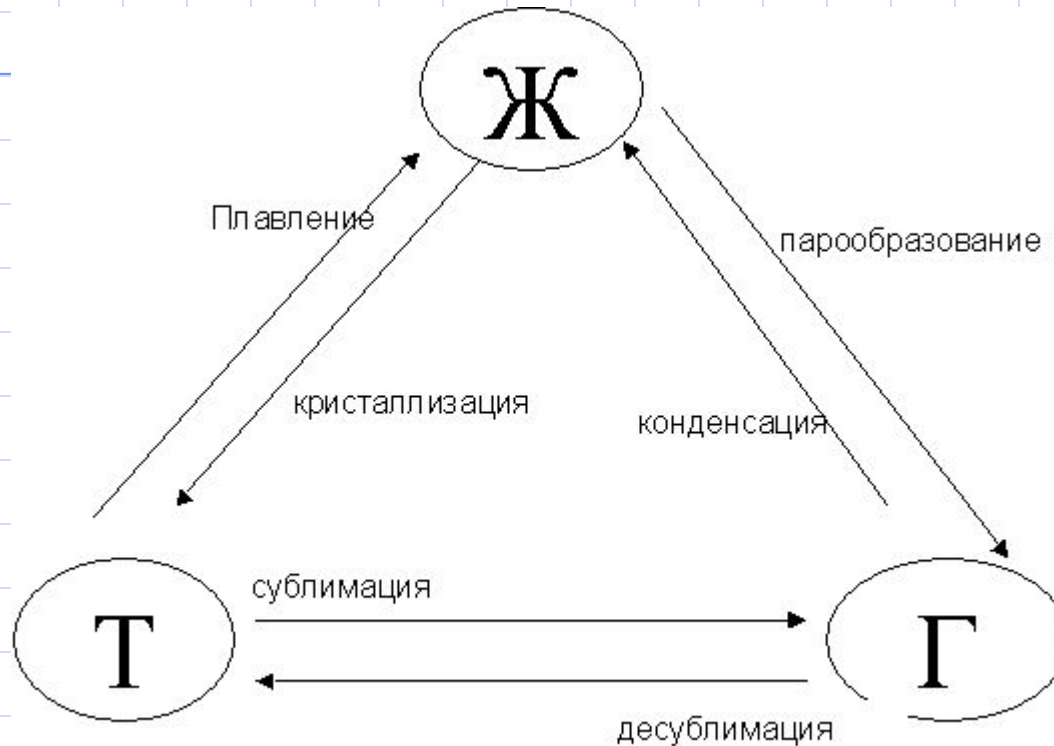 Ж
Плавление
парообразование
кристаллизация
конденсация
сублимация
Т
Г
десублимация